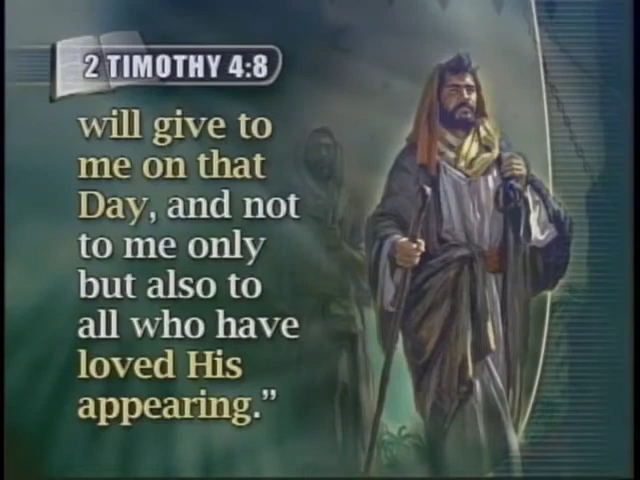 2 TIMOTHY 4:8
will give to
me on that
Day, and not
to me only
but also to
all who have
loved His
appearing.”